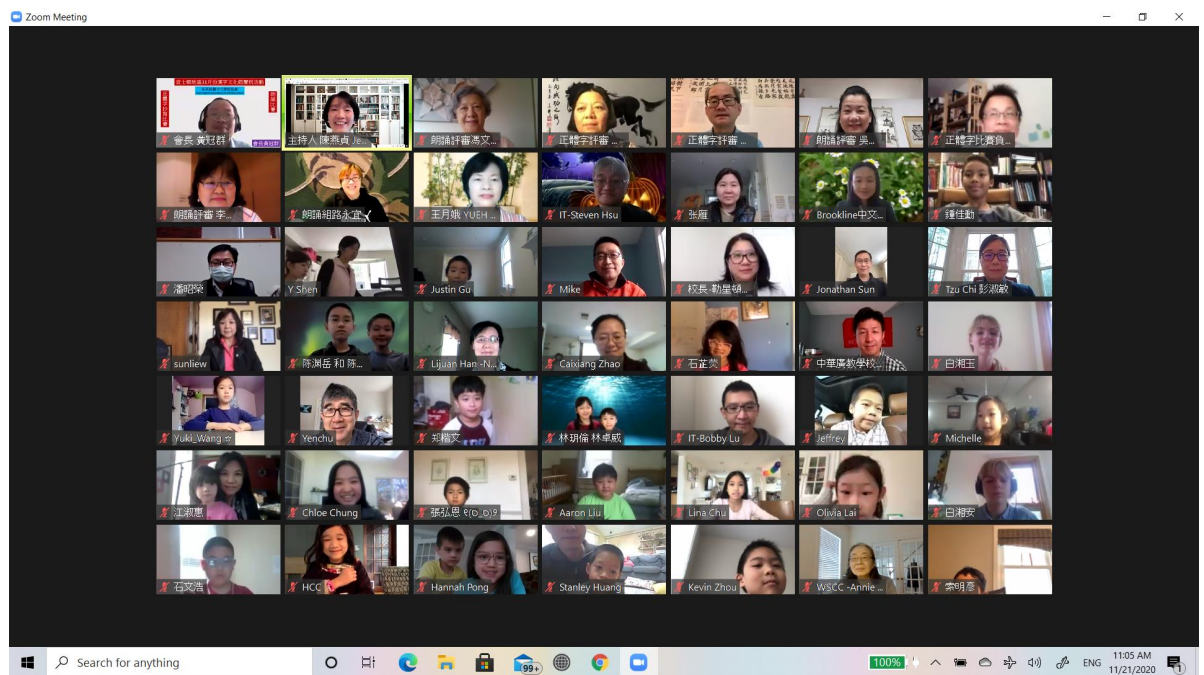 Zoom Meeting
會長 黃冠群
主持人 陳燕貞 Je...
朗誦評審馮文...
正體字評審 ...
正體字評審 ...
朗誦評審 吳...
正體字比賽負...
朗誦評審 李...
朗誦組路永宜
王月娥 YUEH ...
IT-Steven Hsu
张雁
Brookline中文...
鍾佳勳
潘昭榮
Y Shen
Justin Gu
Mike
校長-勒星頓...
Jonathan Sun
Tzu Chi 彭淑敏
sunliew
陈渊岳 和 陈...
Lijuan Han -N...
Caixiang Zhao
石芷荧
中華廣教學校...
白湘玉
Yuki_Wang ☆
Yenchu
郑楷文
林玥倫 林卓威
IT-Bobby Lu
Jeffrey
Michelle
江淑惠
Chloe Chung
張弘恩
Aaron Liu
Lina Chu
Olivia Lai
白湘安
石文浩
HCC
Hannah Pong
Stanley Huang
Kevin Zhou
WSCC -Annie ...
索明彥
Search for anything
99+
100%
ENG
11:05 AM
11/21/2020
1